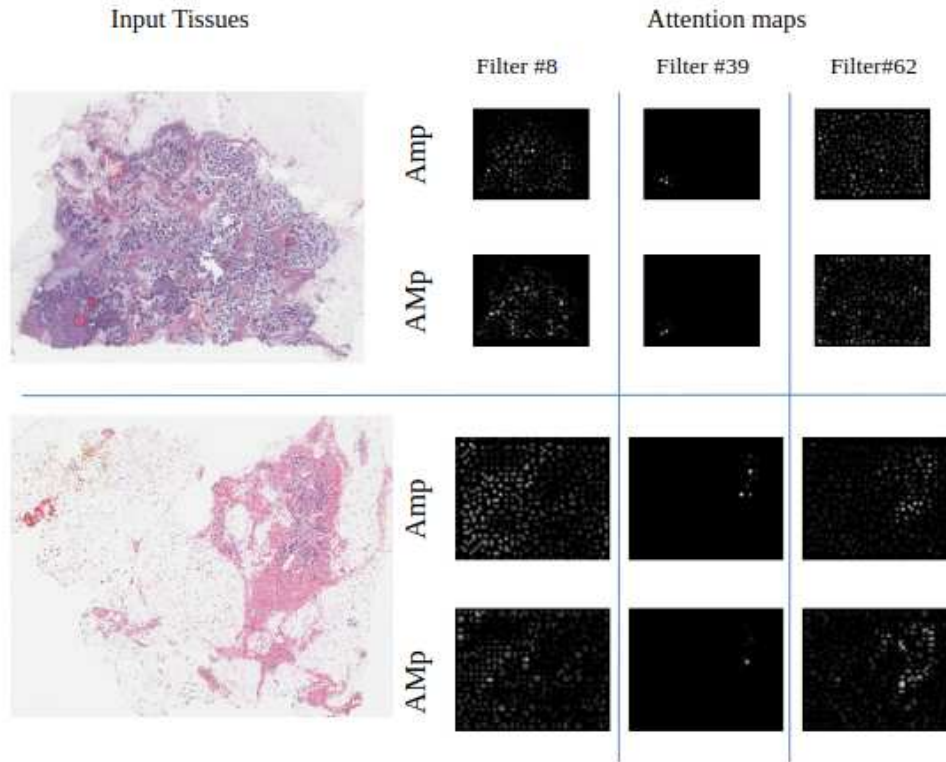 Input Tissues
Attention maps
Filter #8
Filter #39
Filter#62
Amp
AMp
Amp
AMp